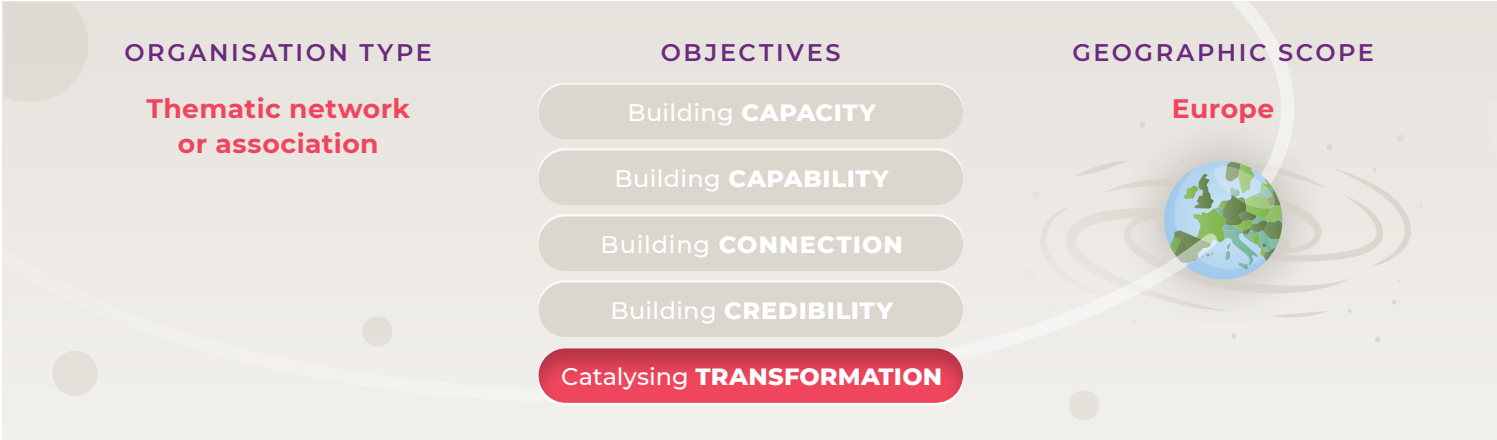 ORGANISATION TYPE
Thematic network
or association
OBJECTIVES
Building CAPACITY
Building CAPABILITY
Building CONNECTION
Building CREDIBILITY
Catalysing TRANSFORMATION
GEOGRAPHIC SCOPE
Europe